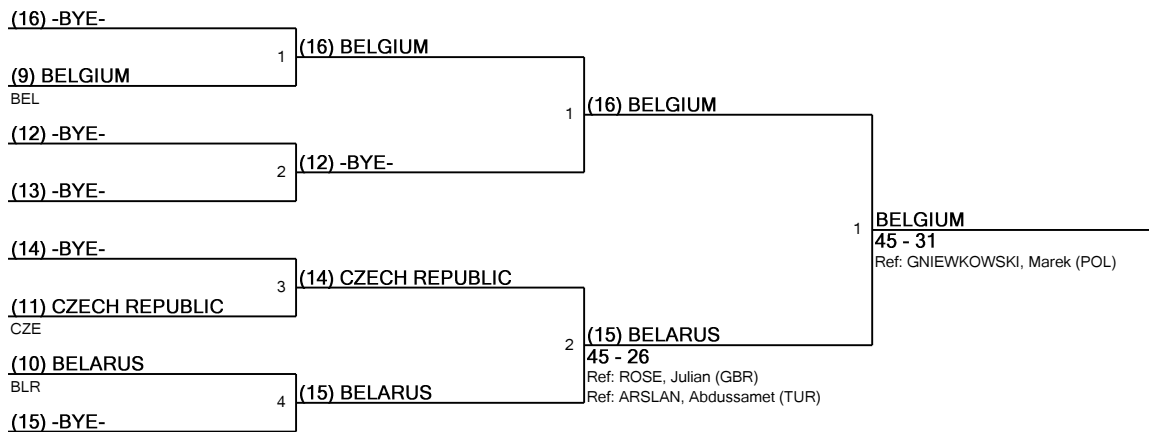 (16) -BYE-
(9) BELGIUM
BEL
(12) -BYE-
(13) -BYE-
(14) -BYE-
(11) CZECH REPUBLIC
CZE
(10) BELARUS
BLR
(15) -BYE-
1
(16) BELGIUM
2
(12) -BYE-
3
(14) CZECH REPUBLIC
4
(15) BELARUS
1
(16) BELGIUM
2
(15) BELARUS
45 - 26
Ref: ROSE, Julian (GBR)
Ref: ARSLAN, Abdussamet (TUR)
1
BELGIUM
45 - 31
Ref: GNIEWKOWSKI, Marek (POL)